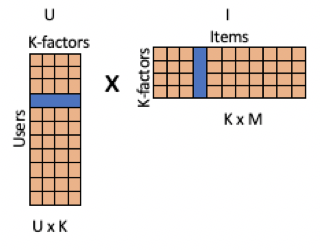 U
K-factors
Users
U x K
X
I
Items
K-factors
K x M